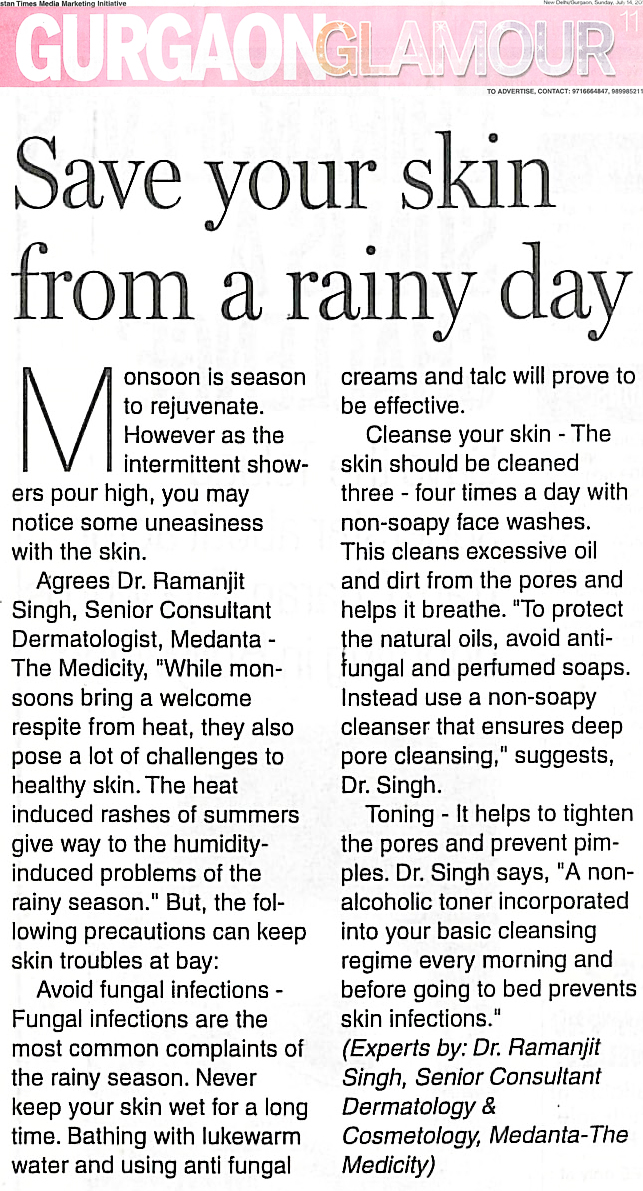 stan Times Media Marketing Initiative
New Delhi/Gurgaon, Sunday, July 14, 20
GURGAONGLAMOUR
11
TO ADVERTISE, CONTACT: 9716664847, 989985211
Save your skin
from a rainy day
Monsoon is season
to rejuvenate.
However as the
intermittent show-
ers pour high, you may
notice some uneasiness
with the skin.
Agrees Dr. Ramanjit
Singh, Senior Consultant
Dermatologist, Medanta -
The Medicity, "While mon-
soons bring a welcome
respite from heat, they also
pose a lot of challenges to
healthy skin. The heat
induced rashes of summers
give way to the humidity-
induced problems of the
rainy season." But, the fol-
lowing precautions can keep
skin troubles at bay:
Avoid fungal infections -
Fungal infections are the
most common complaints of
the rainy season. Never
keep your skin wet for a long
time. Bathing with lukewarm
water and using anti fungal
creams and talc will prove to
be effective.
Cleanse your skin - The
skin should be cleaned
three - four times a day with
non-soapy face washes.
This cleans excessive oil
and dirt from the pores and
helps it breathe. "To protect
the natural oils, avoid anti-
fungal and perfumed soaps.
Instead use a non-soapy
cleanser that ensures deep
pore cleansing," suggests,
Dr. Singh.
Toning - It helps to tighten
the pores and prevent pim-
ples. Dr. Singh says, "A non-
alcoholic toner incorporated
into your basic cleansing
regime every morning and
before going to bed prevents
skin infections."
(Experts by: Dr. Ramanjit
Singh, Senior Consultant
Dermatology &
Cosmetology, Medanta-The
Medicity)